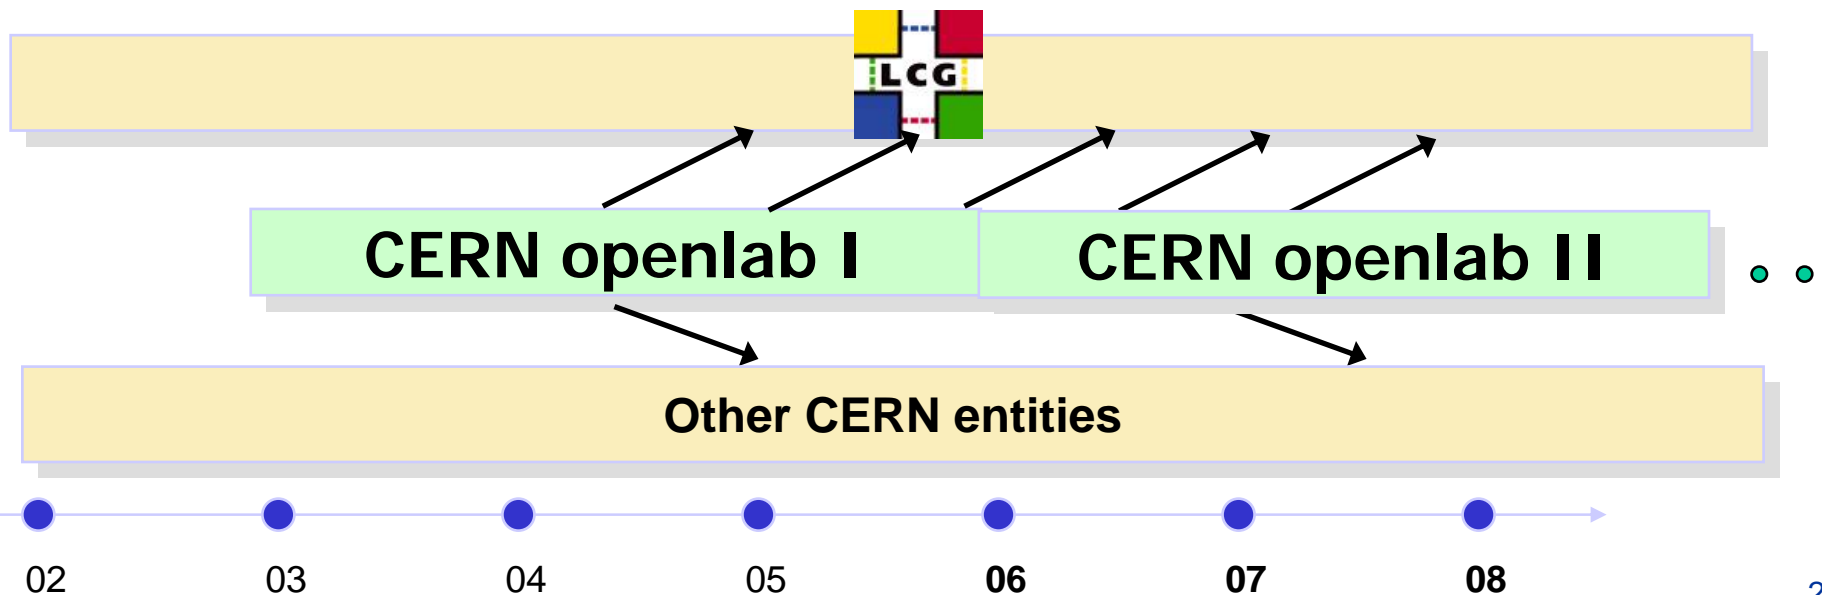 LCG
CERN openlab I
CERN openlab II
Other CERN entities
02 03 04 05 06 07 08